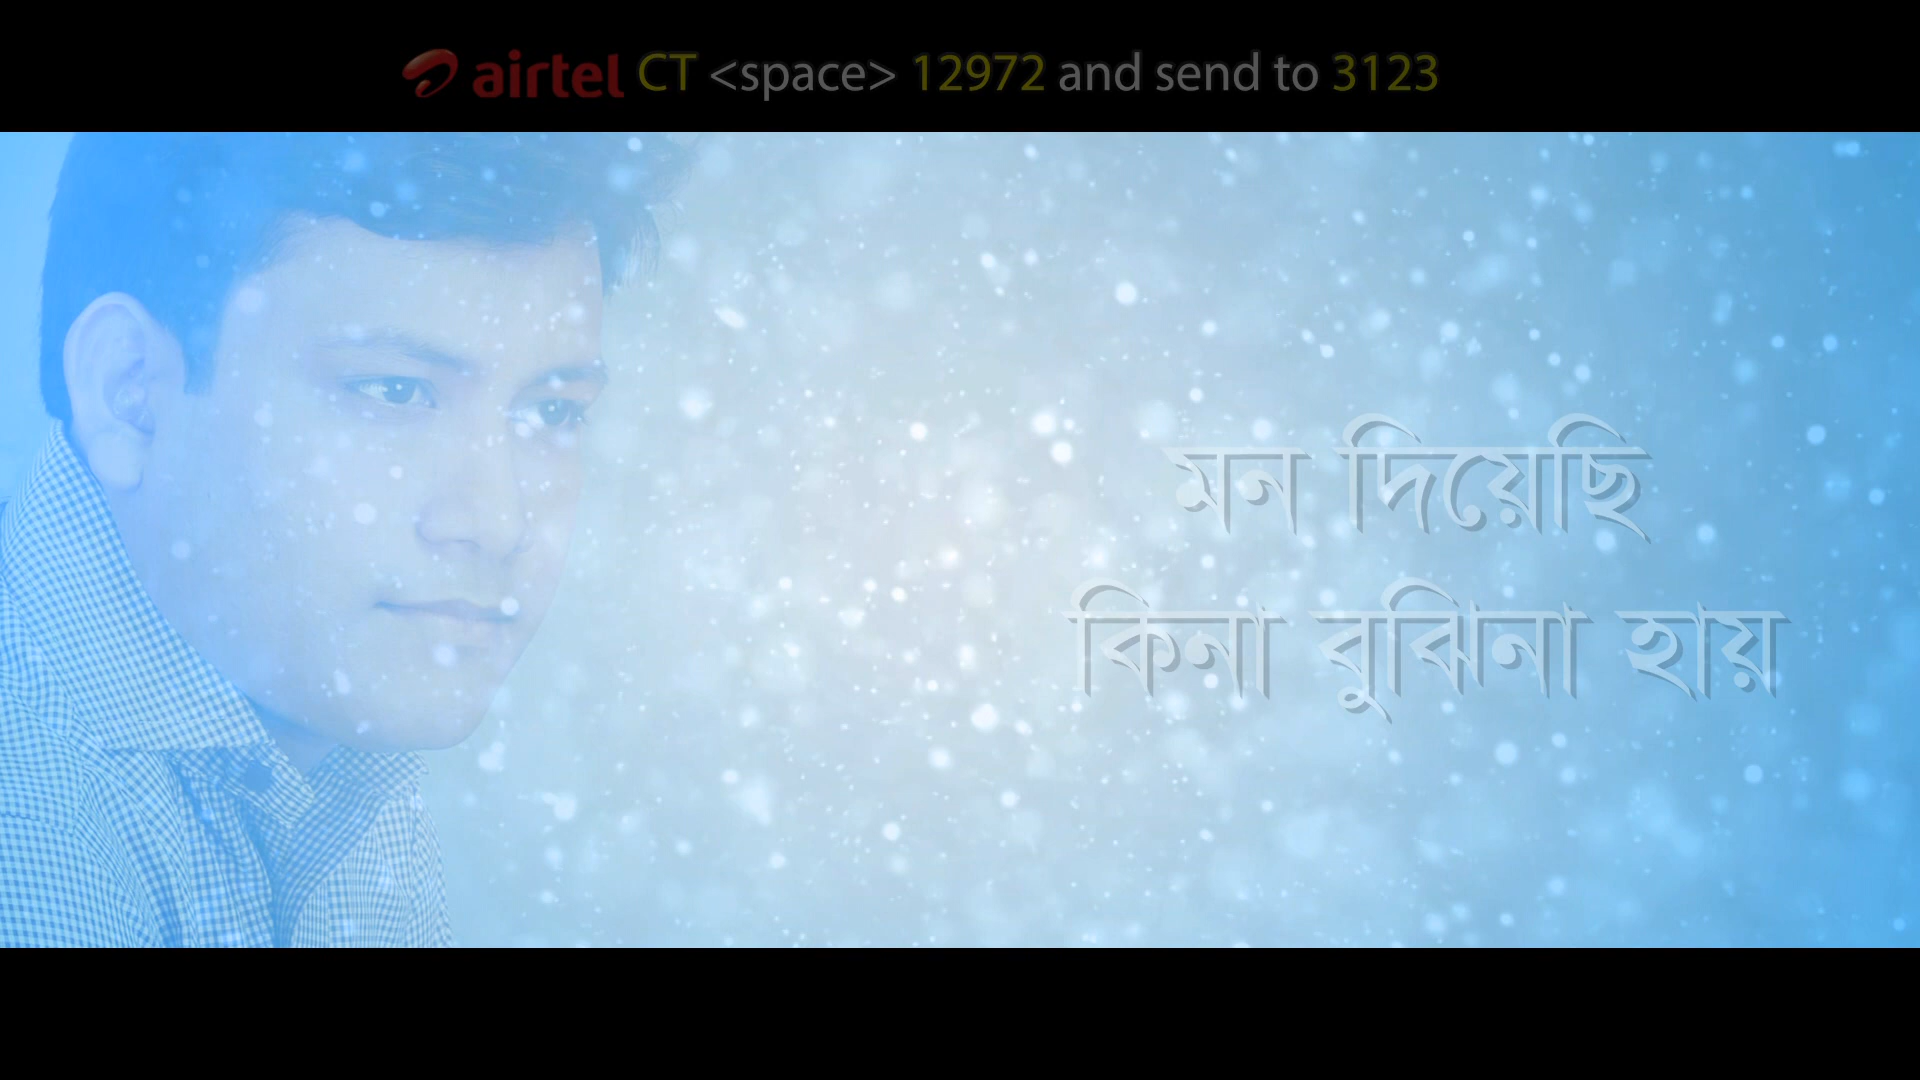 airtel CT <space> 12972 and send to 3123
মন দিয়েছি
কিনা বুঝিনা হায়